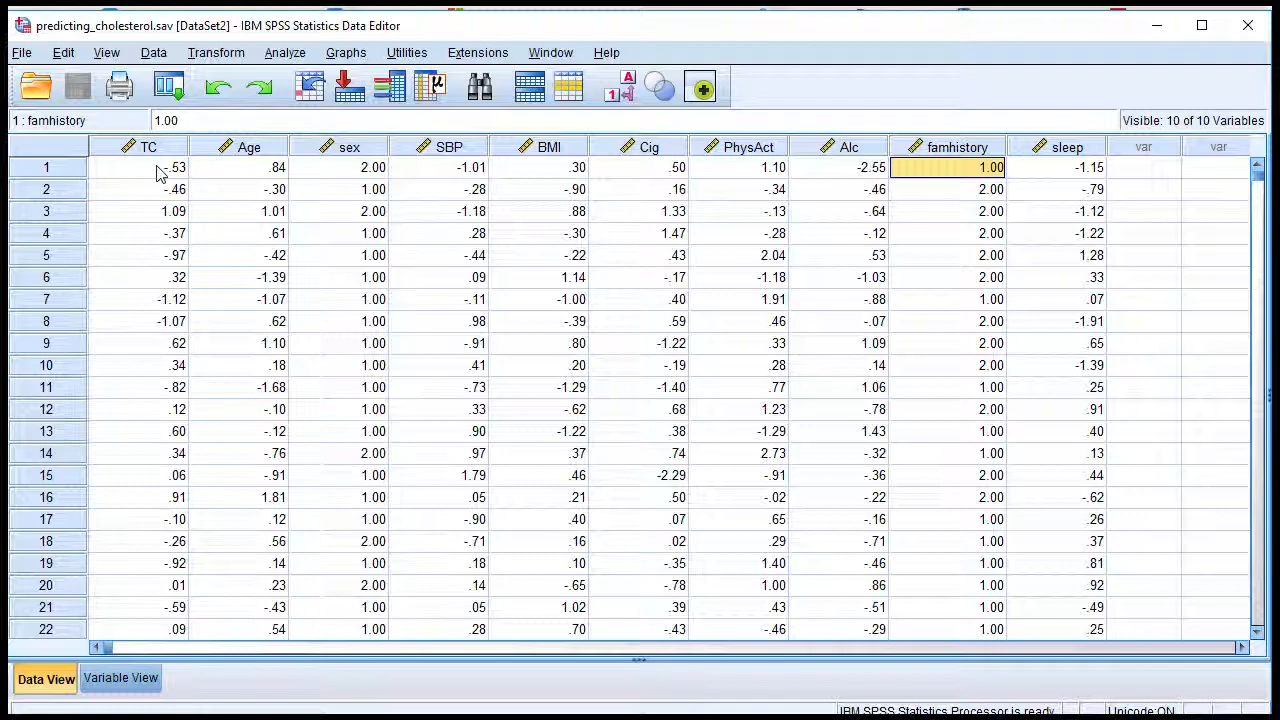 predicting_cholesterol.sav [DataSet2] - IBM SPSS Statistics Data Editor
File Edit View Data Transform Analyze Graphs Utilities Extensions Window Help
1 : famhistory 1.00 Visible: 10 of 10 Variables
TC Age sex SBP BMI Cig PhysAct Alc famhistory sleep var var
1 -.53 .84 2.00 -1.01 .30 .50 1.10 -2.55 1.00 -1.15
2 -.46 -.30 1.00 -.28 -.90 .16 -.34 -.46 2.00 -.79
3 1.09 1.01 2.00 -1.18 .88 1.33 -.13 -.64 2.00 -1.12
4 -.37 .61 1.00 .28 -.30 1.47 -.28 -.12 2.00 -1.22
5 -.97 -.42 1.00 -.44 -.22 .43 2.04 .53 2.00 1.28
6 .32 -1.39 1.00 .09 1.14 -.17 -1.18 -1.03 2.00 .33
7 -1.12 -1.07 1.00 -.11 -1.00 .40 1.91 -.88 1.00 .07
8 -1.07 .62 1.00 .98 -.39 .59 .46 -.07 2.00 -1.91
9 .62 1.10 1.00 -.91 .80 -1.22 .33 1.09 2.00 .65
10 .34 .18 1.00 .41 .20 -.19 .28 .14 2.00 -1.39
11 -.82 -1.68 1.00 -.73 -1.29 -1.40 .77 1.06 1.00 .25
12 .12 -.10 1.00 .33 -.62 .68 1.23 -.78 2.00 .91
13 .60 -.12 1.00 .90 -1.22 .38 -1.29 1.43 1.00 .40
14 .34 -.76 2.00 .97 .37 .74 2.73 -.32 1.00 .13
15 .06 -.91 1.00 1.79 .46 -2.29 -.91 -.36 2.00 .44
16 .91 1.81 1.00 .05 .21 .50 -.02 -.22 2.00 -.62
17 -.10 .12 1.00 -.90 .40 .07 .65 -.16 1.00 .26
18 -.26 .56 2.00 -.71 .16 .02 .29 -.71 1.00 .37
19 -.92 .14 1.00 .18 .10 -.35 1.40 -.46 1.00 .81
20 .01 .23 2.00 .14 -.65 -.78 1.00 .86 1.00 .92
21 -.59 -.43 1.00 .05 1.02 .39 .43 -.51 1.00 -.49
22 .09 .54 1.00 .28 .70 -.43 -.46 -.29 1.00 .25
Data View Variable View
IBM SPSS Statistics Processor is ready Unicode:ON